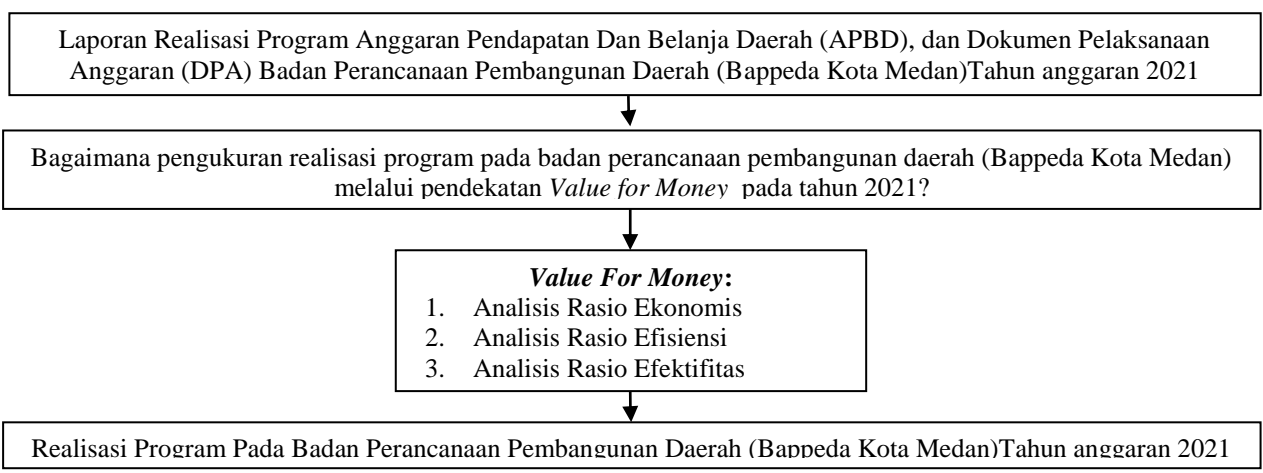 Laporan Realisasi Program Anggaran Pendapatan Dan Belanja Daerah (APBD), dan Dokumen Pelaksanaan
Anggaran (DPA) Badan Perancanaan Pembangunan Daerah (Bappeda Kota Medan)Tahun anggaran 2021
Bagaimana pengukuran realisasi program pada badan perancanaan pembangunan daerah (Bappeda Kota Medan)
melalui pendekatan Value for Money pada tahun 2021?
Value For Money:
1. Analisis Rasio Ekonomis
2. Analisis Rasio Efisiensi
3. Analisis Rasio Efektifitas
Realisasi Program Pada Badan Perancanaan Pembangunan Daerah (Bappeda Kota Medan)Tahun anggaran 2021